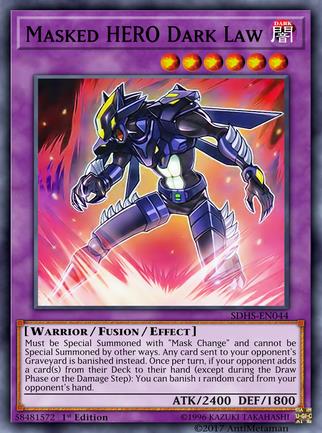 Masked HERO Dark Law
DARK
闇
SDHS-EN044
[Warrior / Fusion / Effect]
Must be Special Summoned with "Mask Change" and cannot be
Special Summoned by other ways. Any card sent to your opponent's
Graveyard is banished instead. Once per turn, if your opponent adds
a card(s) from their Deck to their hand (except during the Draw
Phase or the Damage Step): You can banish 1 random card from your
opponent's hand.
ATK/2400 DEF/1800
58481572 1st Edition ©1996 KAZUKI TAKAHASHI
©2017 AntiMetaman